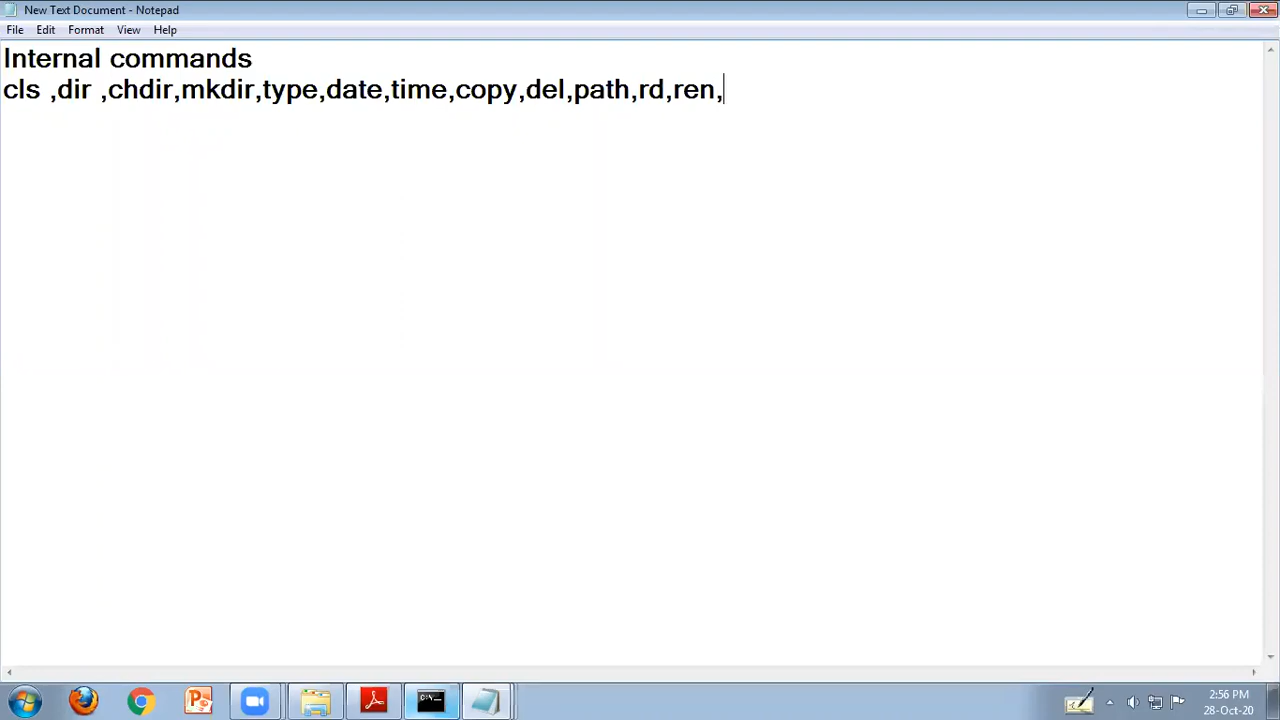 New Text Document - Notepad
File Edit Format View Help
Internal commands
cls ,dir ,chdir,mkdir,type,date,time,copy,del,path,rd,ren,
2:56 PM
28-Oct-20